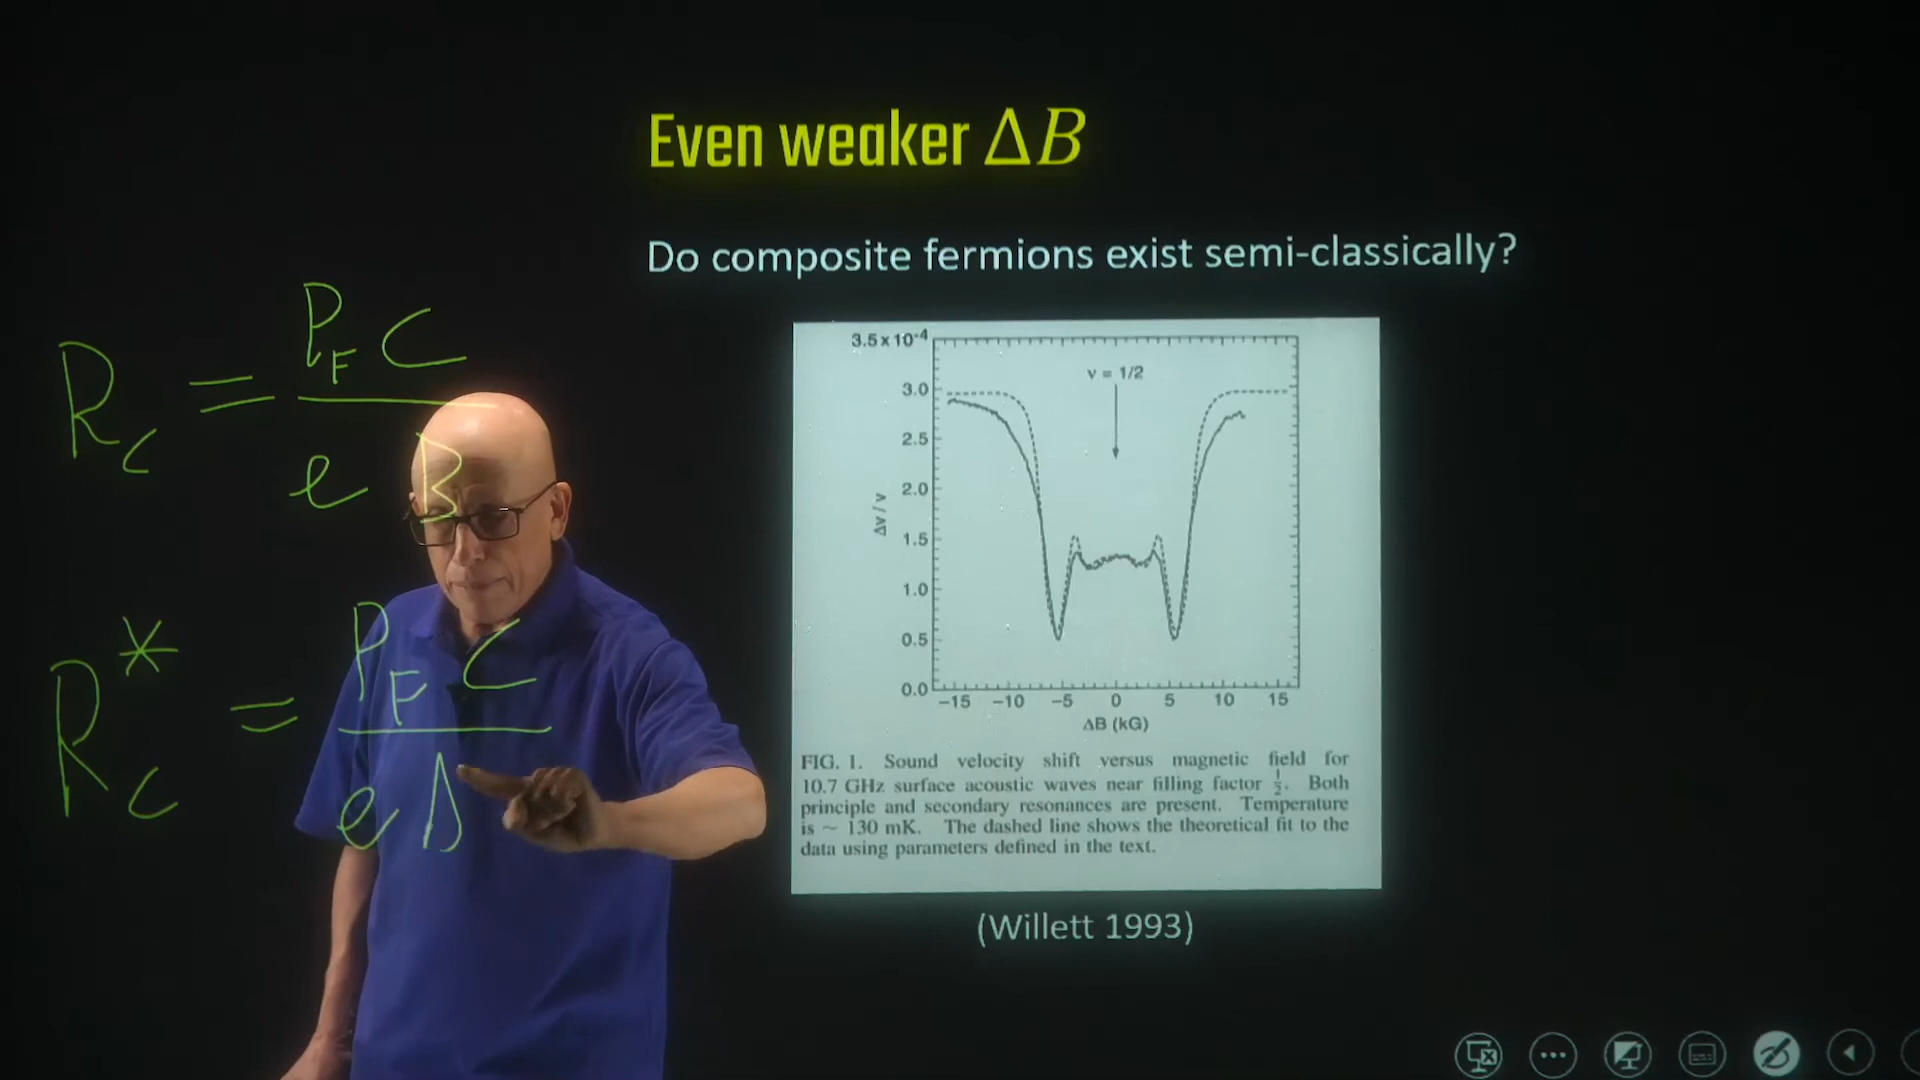 Even weaker ΔB
Do composite fermions exist semi-classically?
R_c = P_F C / e B
R_c^* = P_F C / e Δ
3.5 x 10⁻⁴
3.0
2.5
2.0
1.5
1.0
0.5
0.0
Δv / v
ν = 1/2
−15 −10 −5 0 5 10 15
ΔB (kG)
FIG. 1. Sound velocity shift versus magnetic field for
10.7 GHz surface acoustic waves near filling factor ½. Both
principle and secondary resonances are present. Temperature
is ~ 130 mK. The dashed line shows the theoretical fit to the
data using parameters defined in the text.
(Willett 1993)